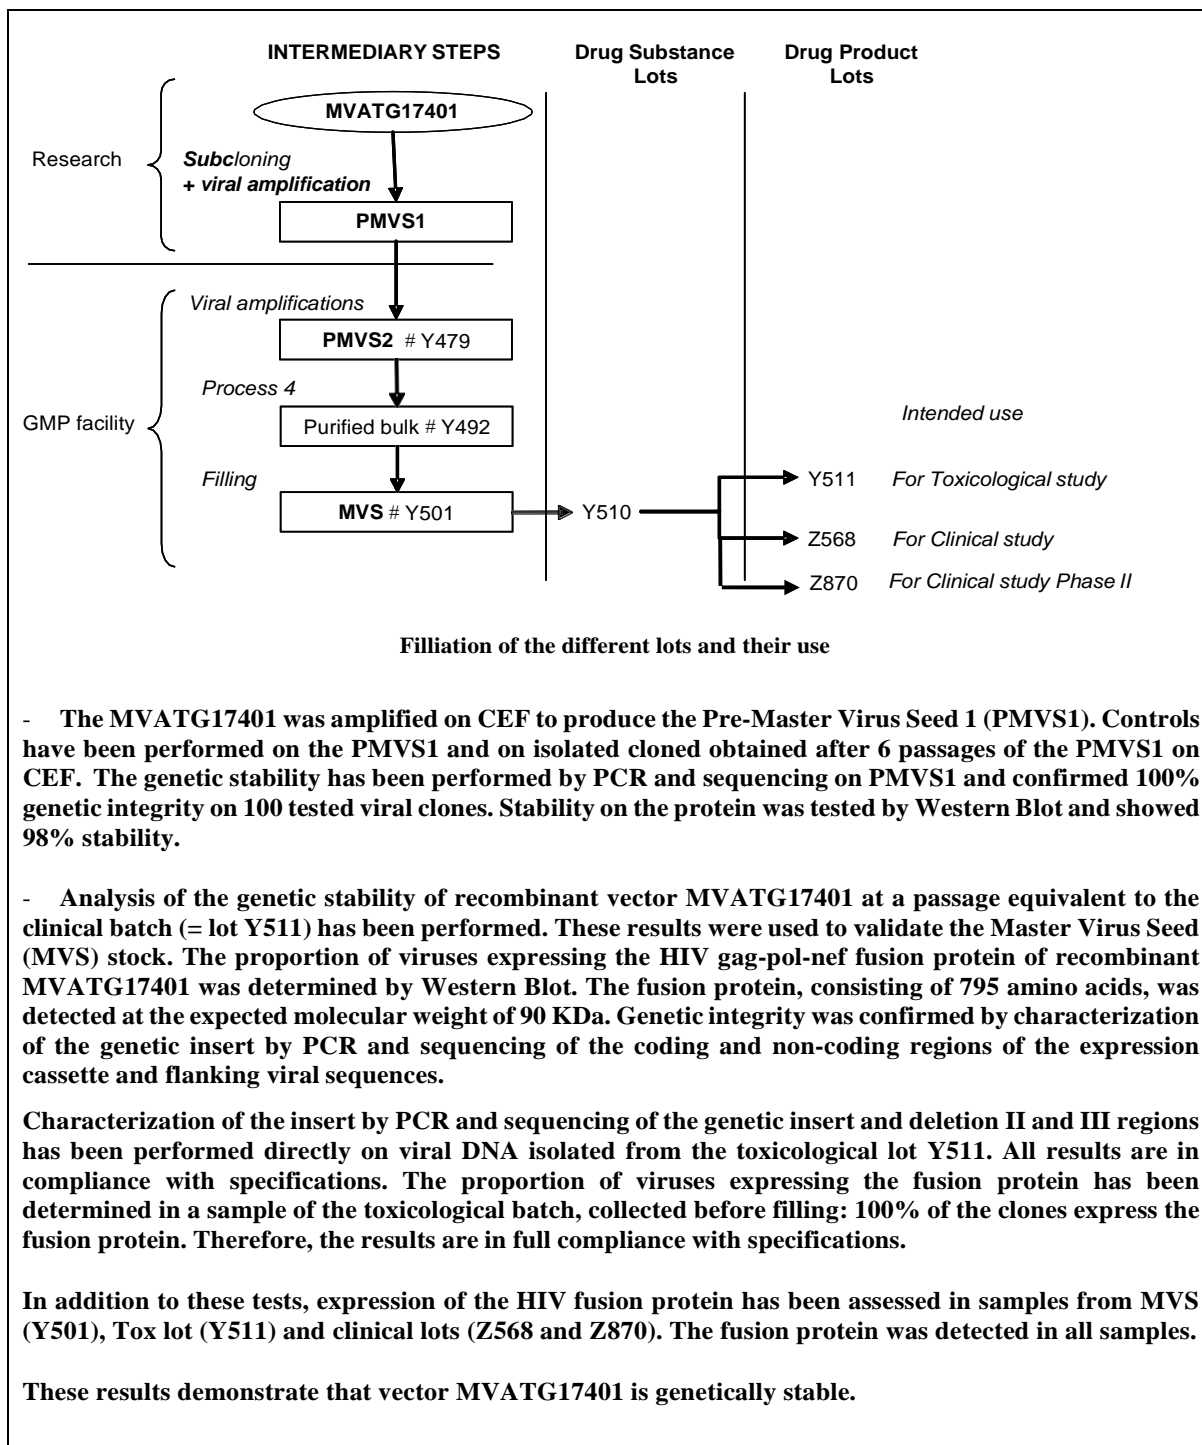 INTERMEDIARY STEPS
Drug Substance
Lots
Drug Product
Lots
MVATG17401
Research
Subcloning
+ viral amplification
PMVS1
Viral amplifications
PMVS2 # Y479
Process 4
GMP facility
Purified bulk # Y492
Intended use
Filling
MVS # Y501
Y510
Y511
For Toxicological study
Z568
For Clinical study
Z870
For Clinical study Phase II
Filliation of the different lots and their use
- The MVATG17401 was amplified on CEF to produce the Pre-Master Virus Seed 1 (PMVS1). Controls
have been performed on the PMVS1 and on isolated cloned obtained after 6 passages of the PMVS1 on
CEF. The genetic stability has been performed by PCR and sequencing on PMVS1 and confirmed 100%
genetic integrity on 100 tested viral clones. Stability on the protein was tested by Western Blot and showed
98% stability.
- Analysis of the genetic stability of recombinant vector MVATG17401 at a passage equivalent to the
clinical batch (= lot Y511) has been performed. These results were used to validate the Master Virus Seed
(MVS) stock. The proportion of viruses expressing the HIV gag-pol-nef fusion protein of recombinant
MVATG17401 was determined by Western Blot. The fusion protein, consisting of 795 amino acids, was
detected at the expected molecular weight of 90 KDa. Genetic integrity was confirmed by characterization
of the genetic insert by PCR and sequencing of the coding and non-coding regions of the expression
cassette and flanking viral sequences.
Characterization of the insert by PCR and sequencing of the genetic insert and deletion II and III regions
has been performed directly on viral DNA isolated from the toxicological lot Y511. All results are in
compliance with specifications. The proportion of viruses expressing the fusion protein has been
determined in a sample of the toxicological batch, collected before filling: 100% of the clones express the
fusion protein. Therefore, the results are in full compliance with specifications.
In addition to these tests, expression of the HIV fusion protein has been assessed in samples from MVS
(Y501), Tox lot (Y511) and clinical lots (Z568 and Z870). The fusion protein was detected in all samples.
These results demonstrate that vector MVATG17401 is genetically stable.